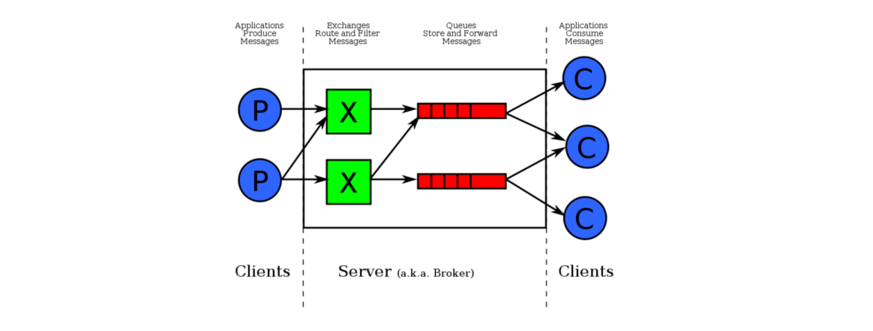 Applications
Produce
Messages
Exchanges
Route and Filter
Messages
Queues
Store and Forward
Messages
Applications
Consume
Messages
P
X
C
C
P
X
C
Clients
Server (a.k.a. Broker)
Clients